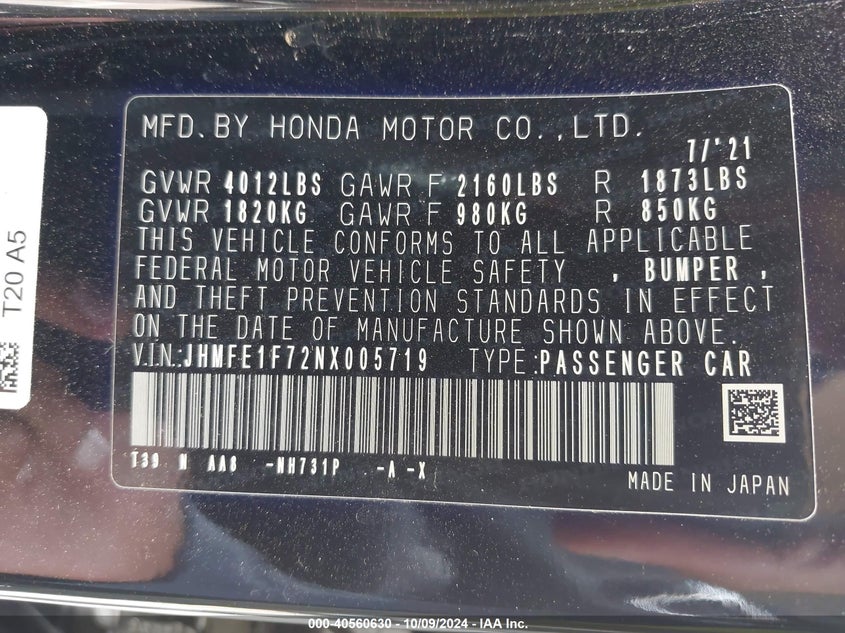 MFD.BY HONDA MOTOR CO.,LTD.
7/'21
GVWR 4012LBS GAWR F 2160LBS R 1873LBS
GVWR 1820KG GAWR F 980KG R 850KG
THIS VEHICLE CONFORMS TO ALL APPLICABLE
FEDERAL MOTOR VEHICLE SAFETY , BUMPER ,
AND THEFT PREVENTION STANDARDS IN EFFECT
ON THE DATE OF MANUFACTURE SHOWN ABOVE.
V.I.N.:JHMFE1F72NX005719 TYPE:PASSENGER CAR
T39 N AA8 -NH731P -A -X
MADE IN JAPAN
T20 A5
000-40560630 - 10/09/2024 - IAA Inc.